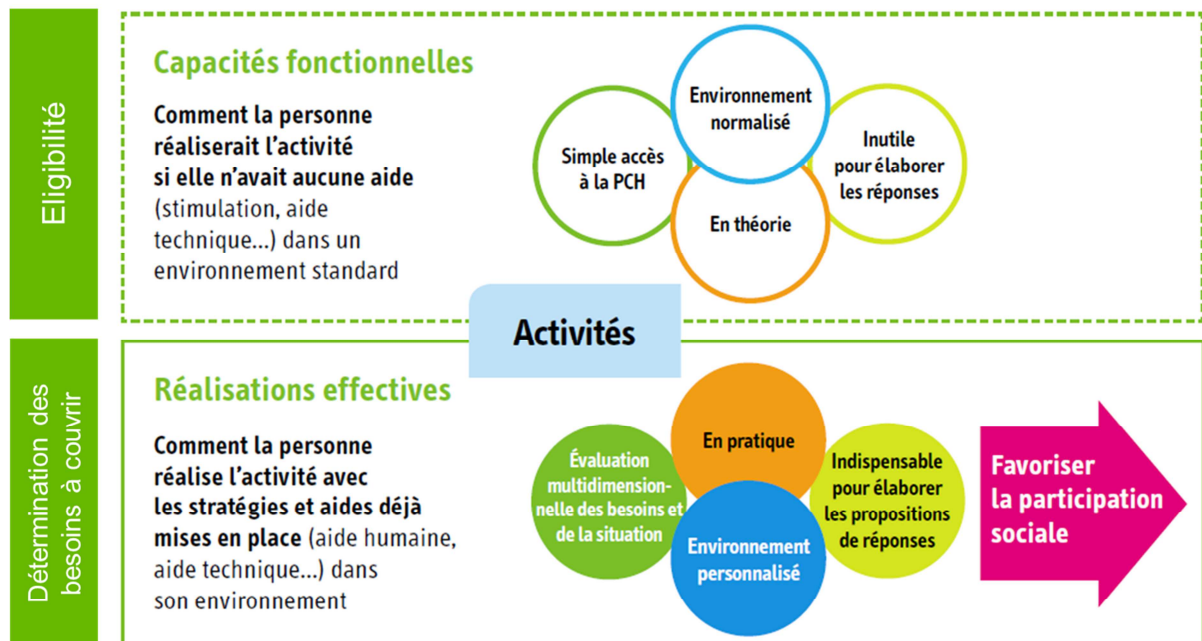 Eligibilité
Capacités fonctionnelles
Comment la personne
réaliserait l’activité
si elle n’avait aucune aide
(stimulation, aide
technique...) dans un
environnement standard
Simple accès
à la PCH
Environnement
normalisé
En théorie
Inutile
pour élaborer
les réponses
Activités
Détermination des
besoins à couvrir
Réalisations effectives
Comment la personne
réalise l’activité avec
les stratégies et aides déjà
mises en place (aide humaine,
aide technique...) dans
son environnement
Évaluation
multidimension-
nelle des besoins et
de la situation
En pratique
Environnement
personnalisé
Indispensable
pour élaborer
les propositions
de réponses
Favoriser
la participation
sociale